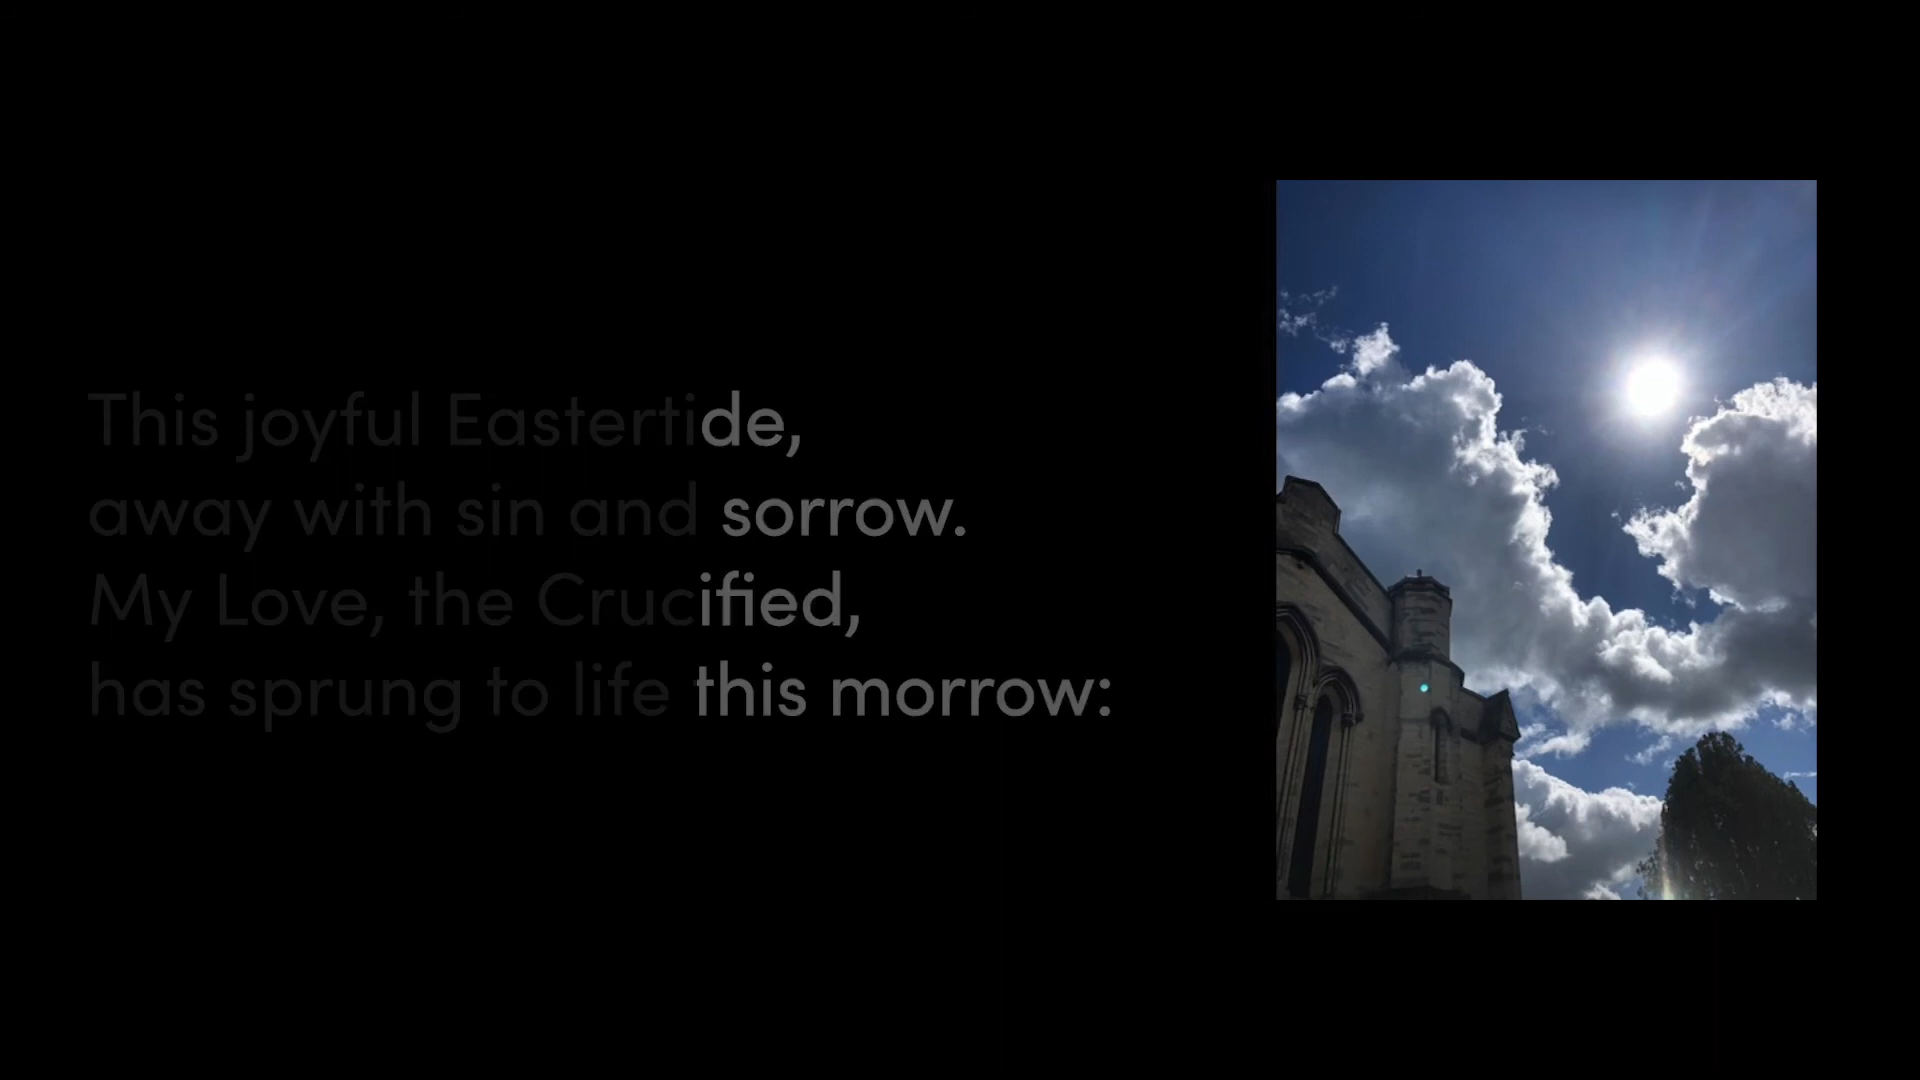 This joyful Eastertide,
away with sin and sorrow.
My Love, the Crucified,
has sprung to life this morrow: